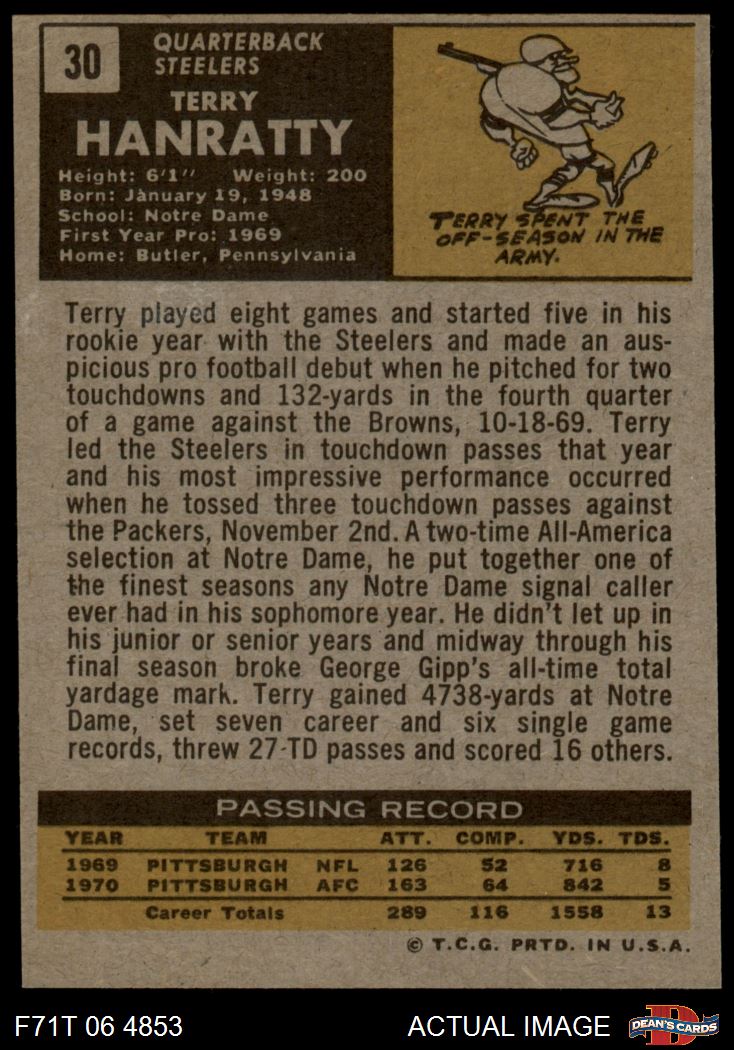 30
QUARTERBACK
STEELERS
TERRY
HANRATTY
Height: 6'1" Weight: 200
Born: January 19, 1948
School: Notre Dame
First Year Pro: 1969
Home: Butler, Pennsylvania
TERRY SPENT THE
OFF-SEASON IN THE
ARMY.
Terry played eight games and started five in his
rookie year with the Steelers and made an aus-
picious pro football debut when he pitched for two
touchdowns and 132-yards in the fourth quarter
of a game against the Browns, 10-18-69. Terry
led the Steelers in touchdown passes that year
and his most impressive performance occurred
when he tossed three touchdown passes against
the Packers, November 2nd. A two-time All-America
selection at Notre Dame, he put together one of
the finest seasons any Notre Dame signal caller
ever had in his sophomore year. He didn't let up in
his junior or senior years and midway through his
final season broke George Gipp's all-time total
yardage mark. Terry gained 4738-yards at Notre
Dame, set seven career and six single game
records, threw 27-TD passes and scored 16 others.
PASSING RECORD
YEAR TEAM ATT. COMP. YDS. TDS.
1969 PITTSBURGH NFL 126 52 716 8
1970 PITTSBURGH AFC 163 64 842 5
Career Totals 289 116 1558 13
© T.C.G. PRTD. IN U.S.A.
F71T 06 4853 ACTUAL IMAGE D DEAN'S CARDS